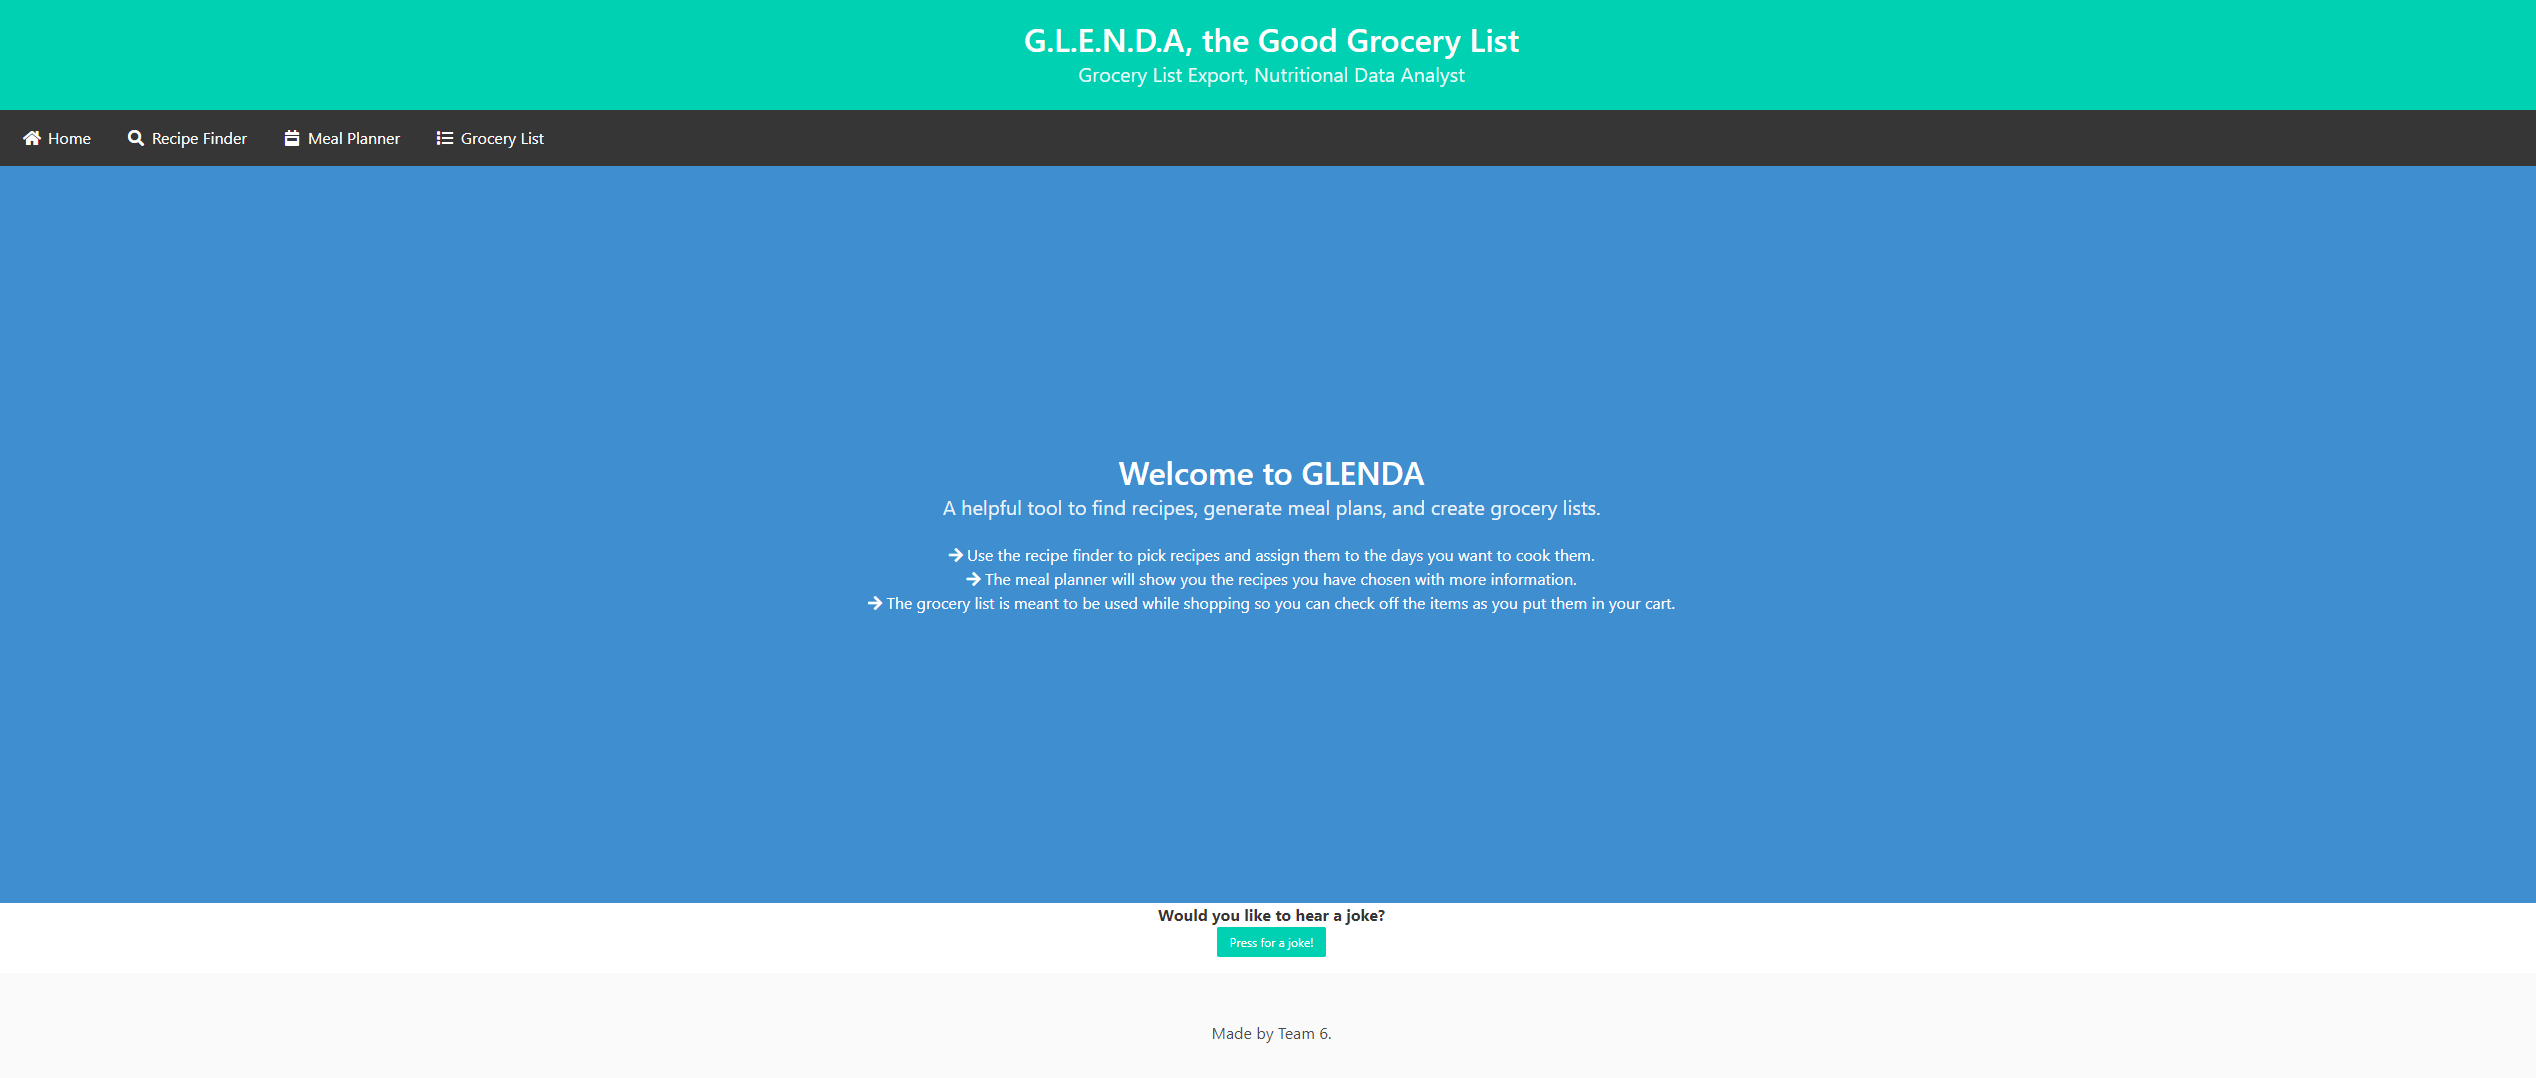 G.L.E.N.D.A, the Good Grocery List
Grocery List Export, Nutritional Data Analyst
Home Recipe Finder Meal Planner Grocery List
Welcome to GLENDA
A helpful tool to find recipes, generate meal plans, and create grocery lists.
→ Use the recipe finder to pick recipes and assign them to the days you want to cook them.
→ The meal planner will show you the recipes you have chosen with more information.
→ The grocery list is meant to be used while shopping so you can check off the items as you put them in your cart.
Would you like to hear a joke?
Press for a joke!
Made by Team 6.